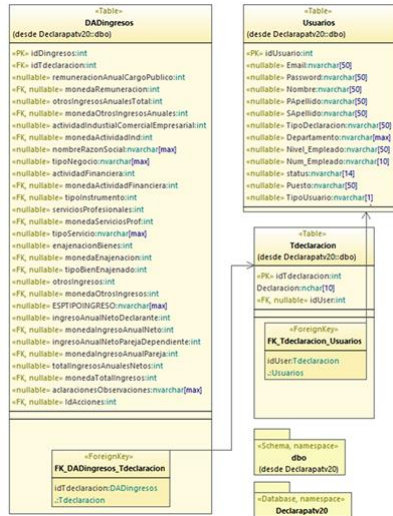 «Table»
DADingresos
(desde Declarapatv20::dbo)
«PK» idDingresos:int
«FK» idTdeclaracion:int
«nullable» remuneracionAnualCargoPublico:int
«FK, nullable» monedaRemuneracion:int
«nullable» otrosIngresosAnualesTotal:int
«FK, nullable» monedaOtrosIngresosAnuales:int
«nullable» actividadIndustialComercialEmpresarial:int
«FK, nullable» monedaActividadInd:int
«nullable» nombreRazonSocial:nvarchar[max]
«nullable» tipoNegocio:nvarchar[max]
«nullable» actividadFinanciera:int
«FK, nullable» monedaActividadFinanciera:int
«FK, nullable» tipoInstrumento:int
«nullable» serviciosProfesionales:int
«FK, nullable» monedaServiciosProf:int
«nullable» tipoServicio:nvarchar[max]
«nullable» enajenacionBienes:int
«FK, nullable» monedaEnajenacion:int
«FK, nullable» tipoBienEnajenado:int
«nullable» otrosIngresos:int
«FK, nullable» monedaOtrosIngresos:int
«nullable» ESPTIPOINGRESO:nvarchar[max]
«nullable» ingresoAnualNetoDeclarante:int
«FK, nullable» monedaIngresoAnualNeto:int
«nullable» ingresoAnualNetoParejaDependiente:int
«FK, nullable» monedaIngresoAnualPareja:int
«nullable» totalIngresosAnualesNetos:int
«FK, nullable» monedaTotalIngresos:int
«nullable» aclaracionesObservaciones:nvarchar[max]
«FK, nullable» IdAcciones:int
«ForeignKey»
FK_DADingresos_Tdeclaracion
idTdeclaracion:DADingresos
.:Tdeclaracion
«Table»
Usuarios
(desde Declarapatv20::dbo)
«PK» idUsuario:int
«nullable» Email:nvarchar[50]
«nullable» Password:nvarchar[50]
«nullable» Nombre:nvarchar[50]
«nullable» PApellido:nvarchar[50]
«nullable» SApellido:nvarchar[50]
«nullable» TipoDeclaracion:nvarchar[50]
«nullable» Departamento:nvarchar[max]
«nullable» Nivel_Empleado:nvarchar[50]
«nullable» Num_Empleado:nvarchar[10]
«nullable» status:nvarchar[14]
«nullable» Puesto:nvarchar[50]
«nullable» TipoUsuario:nvarchar[1]
«Table»
Tdeclaracion
(desde Declarapatv20::dbo)
«PK» idTdeclaracion:int
Declaracion:nchar[10]
«FK, nullable» idUser:int
«ForeignKey»
FK_Tdeclaracion_Usuarios
idUser:Tdeclaracion
.:Usuarios
«Schema, namespace»
dbo
(desde Declarapatv20)
«Database, namespace»
Declarapatv20